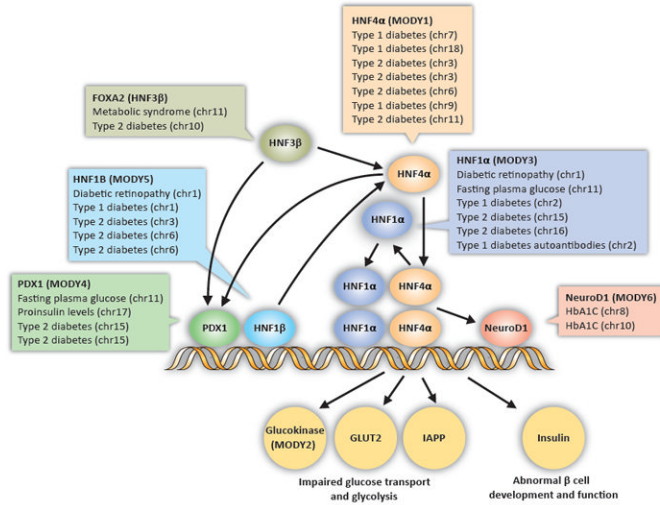 HNF4α (MODY1)
Type 1 diabetes (chr7)
Type 1 diabetes (chr18)
Type 2 diabetes (chr3)
Type 2 diabetes (chr3)
Type 2 diabetes (chr6)
Type 1 diabetes (chr9)
Type 2 diabetes (chr11)
FOXA2 (HNF3β)
Metabolic syndrome (chr11)
Type 2 diabetes (chr10)
HNF3β
HNF4α
HNF1α (MODY3)
Diabetic retinopathy (chr1)
Fasting plasma glucose (chr11)
Type 1 diabetes (chr2)
Type 2 diabetes (chr15)
Type 2 diabetes (chr16)
Type 1 diabetes autoantibodies (chr2)
HNF1B (MODY5)
Diabetic retinopathy (chr1)
Type 1 diabetes (chr1)
Type 2 diabetes (chr3)
Type 2 diabetes (chr6)
Type 2 diabetes (chr6)
HNF1α
PDX1 (MODY4)
Fasting plasma glucose (chr11)
Proinsulin levels (chr17)
Type 2 diabetes (chr15)
Type 2 diabetes (chr15)
HNF1α
HNF4α
NeuroD1 (MODY6)
HbA1C (chr8)
HbA1C (chr10)
PDX1
HNF1β
HNF1α
HNF4α
NeuroD1
Glucokinase
(MODY2)
GLUT2
IAPP
Insulin
Impaired glucose transport
and glycolysis
Abnormal β cell
development and function